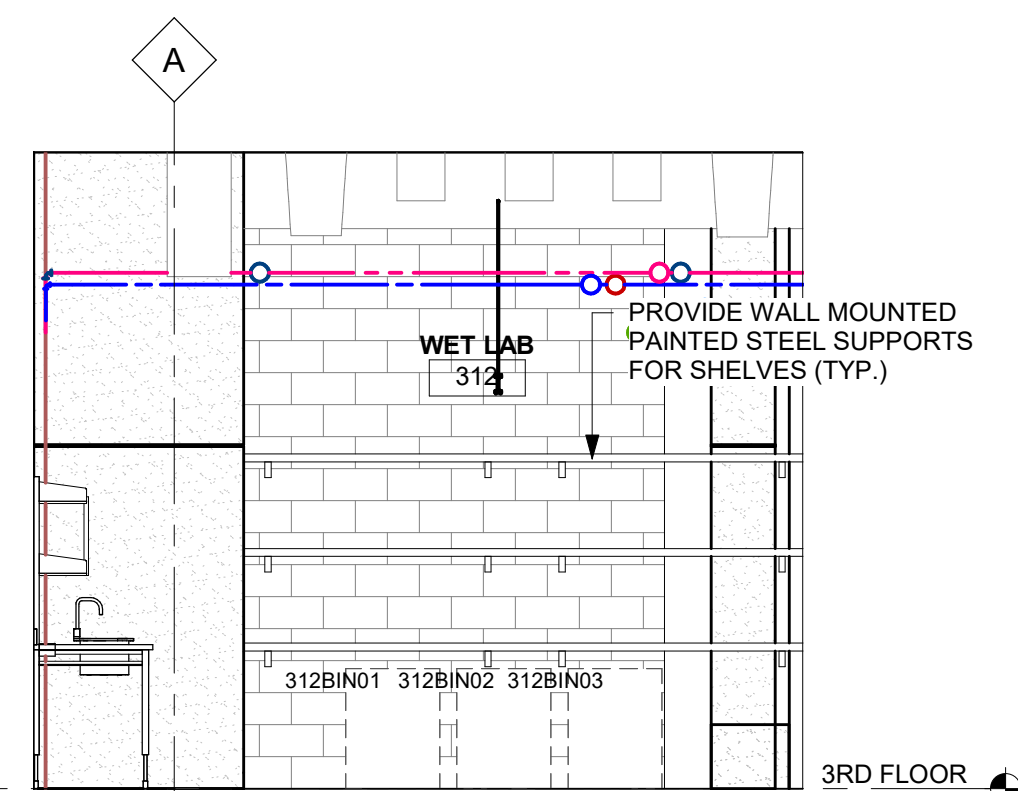 A
PROVIDE WALL MOUNTED
PAINTED STEEL SUPPORTS
FOR SHELVES (TYP.)
WET LAB
312
312BIN01 312BIN02 312BIN03
3RD FLOOR